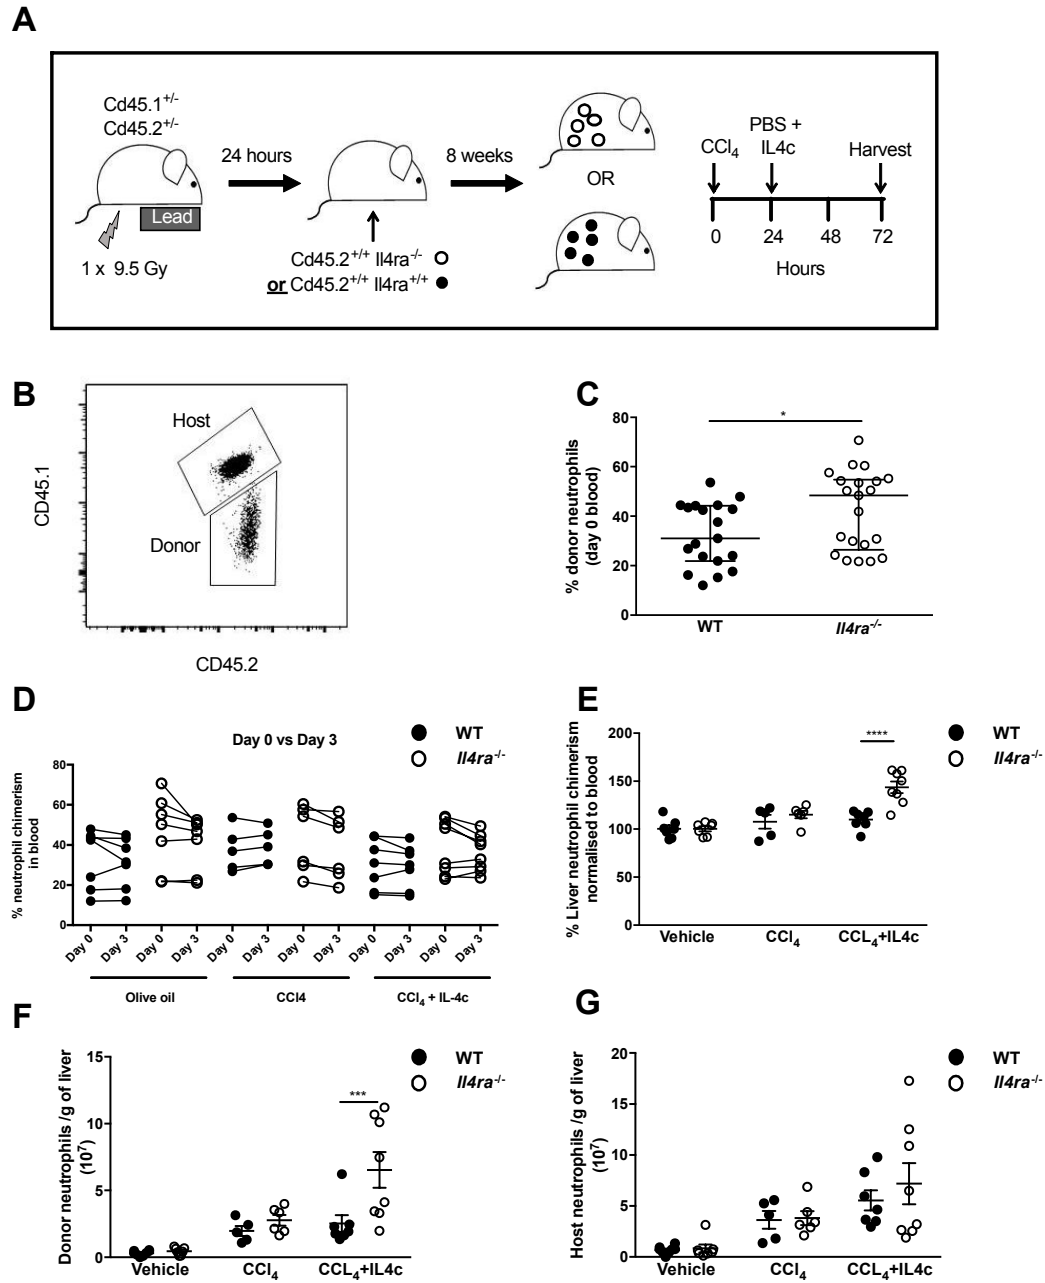 A
Cd45.1+/-
Cd45.2+/-
24 hours
8 weeks
Lead
1 x 9.5 Gy
Cd45.2+/+ Il4ra-/-
or Cd45.2+/+ Il4ra+/+
OR
CCl4
PBS +
IL4c
Harvest
0 24 48 72
Hours
B
Host
Donor
CD45.1
CD45.2
C
% donor neutrophils
(day 0 blood)
80
60
40
20
0
*
WT
Il4ra-/-
D
Day 0 vs Day 3
WT
Il4ra-/-
% neutrophil chimerism
in blood
80
60
40
20
0
Day 0 Day 3 Day 0 Day 3 Day 0 Day 3 Day 0 Day 3 Day 0 Day 3 Day 0 Day 3
Olive oil CCl4 CCl4 + IL-4c
E
WT
Il4ra-/-
% Liver neutrophil chimerism
normalised to blood
200
150
100
50
0
****
Vehicle CCl4 CCL4+IL4c
F
WT
Il4ra-/-
Donor neutrophils /g of liver
(10^7)
15
10
5
0
***
Vehicle CCl4 CCL4+IL4c
G
WT
Il4ra-/-
Host neutrophils /g of liver
(10^7)
20
15
10
5
0
Vehicle CCl4 CCL4+IL4c